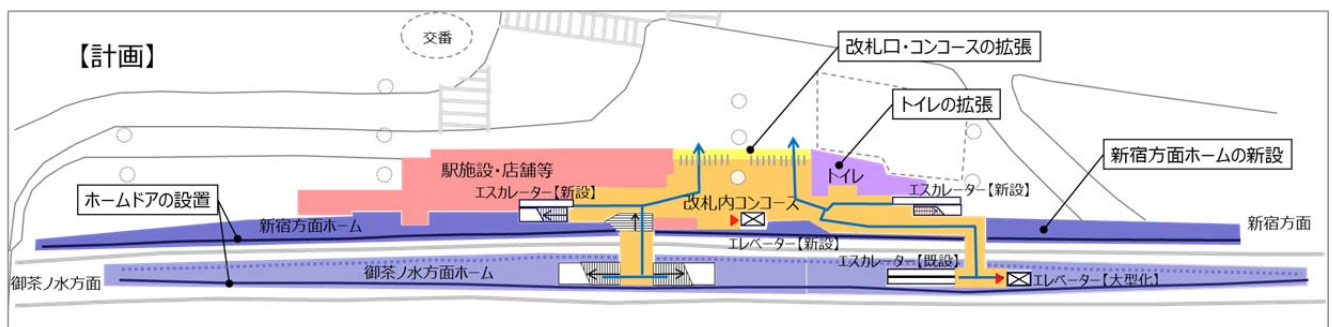 【計画】
交番
改札口・コンコースの拡張
トイレの拡張
新宿方面ホームの新設
ホームドアの設置
駅施設・店舗等
トイレ
エスカレーター【新設】
エスカレーター【新設】
改札内コンコース
新宿方面ホーム
新宿方面
エレベーター【新設】
御茶ノ水方面ホーム
エスカレーター【既設】
御茶ノ水方面
エレベーター【大型化】